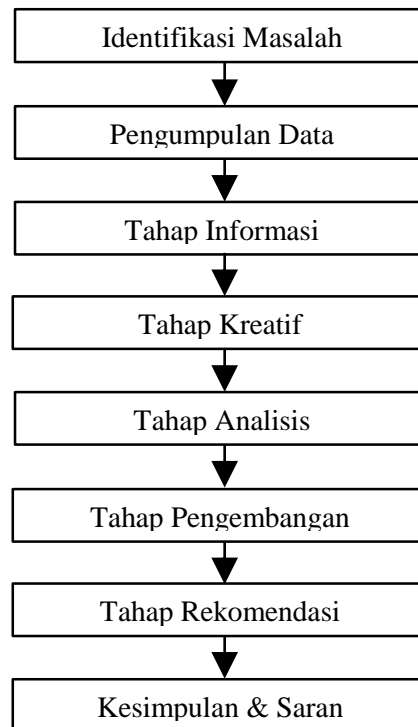 Identifikasi Masalah
Pengumpulan Data
Tahap Informasi
Tahap Kreatif
Tahap Analisis
Tahap Pengembangan
Tahap Rekomendasi
Kesimpulan & Saran